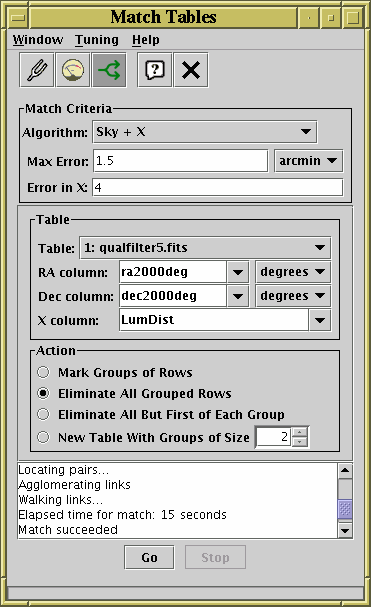 Match Tables
Window Tuning Help
?
Match Criteria
Algorithm: Sky + X
Max Error: 1.5 arcmin
Error in X: 4
Table
Table: 1: qualfilter5.fits
RA column: ra2000deg degrees
Dec column: dec2000deg degrees
X column: LumDist
Action
Mark Groups of Rows
Eliminate All Grouped Rows
Eliminate All But First of Each Group
New Table With Groups of Size 2
Locating pairs...
Agglomerating links
Walking links...
Elapsed time for match: 15 seconds
Match succeeded
Go Stop